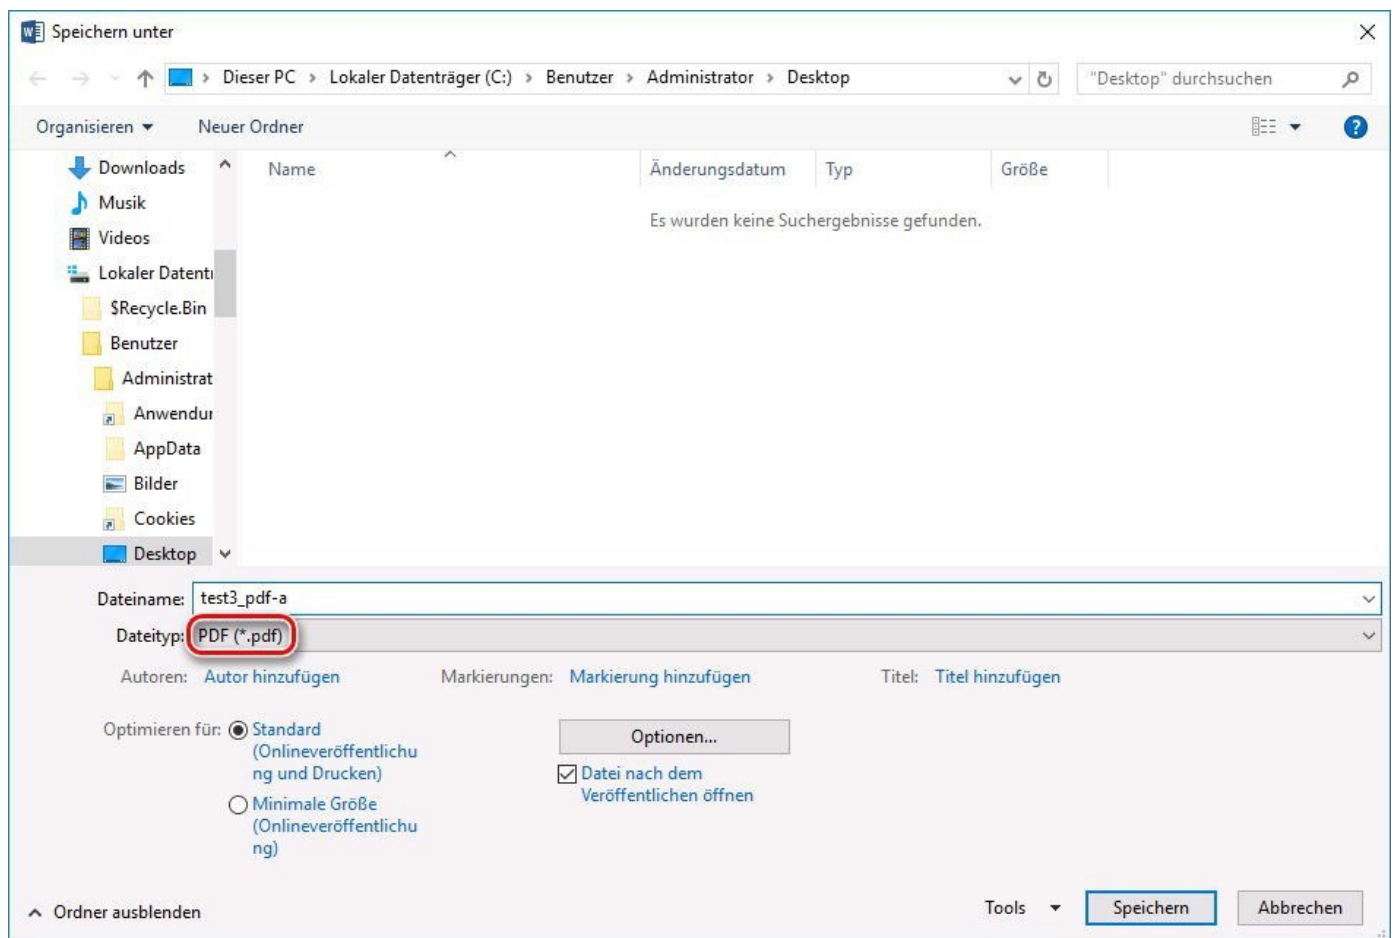 Speichern unter
Dieser PC > Lokaler Datenträger (C:) > Benutzer > Administrator > Desktop
"Desktop" durchsuchen
Organisieren
Neuer Ordner
Name
Änderungsdatum
Typ
Größe
Es wurden keine Suchergebnisse gefunden.
Downloads
Musik
Videos
Lokaler Datentr
$Recycle.Bin
Benutzer
Administrat
Anwendur
AppData
Bilder
Cookies
Desktop
Dateiname: test3_pdf-a
Dateityp: PDF (*.pdf)
Autoren: Autor hinzufügen
Markierungen: Markierung hinzufügen
Titel: Titel hinzufügen
Optimieren für:
Standard
(Onlineveröffentlichu
ng und Drucken)
Minimale Größe
(Onlineveröffentlichu
ng)
Optionen...
Datei nach dem
Veröffentlichen öffnen
Ordner ausblenden
Tools
Speichern
Abbrechen